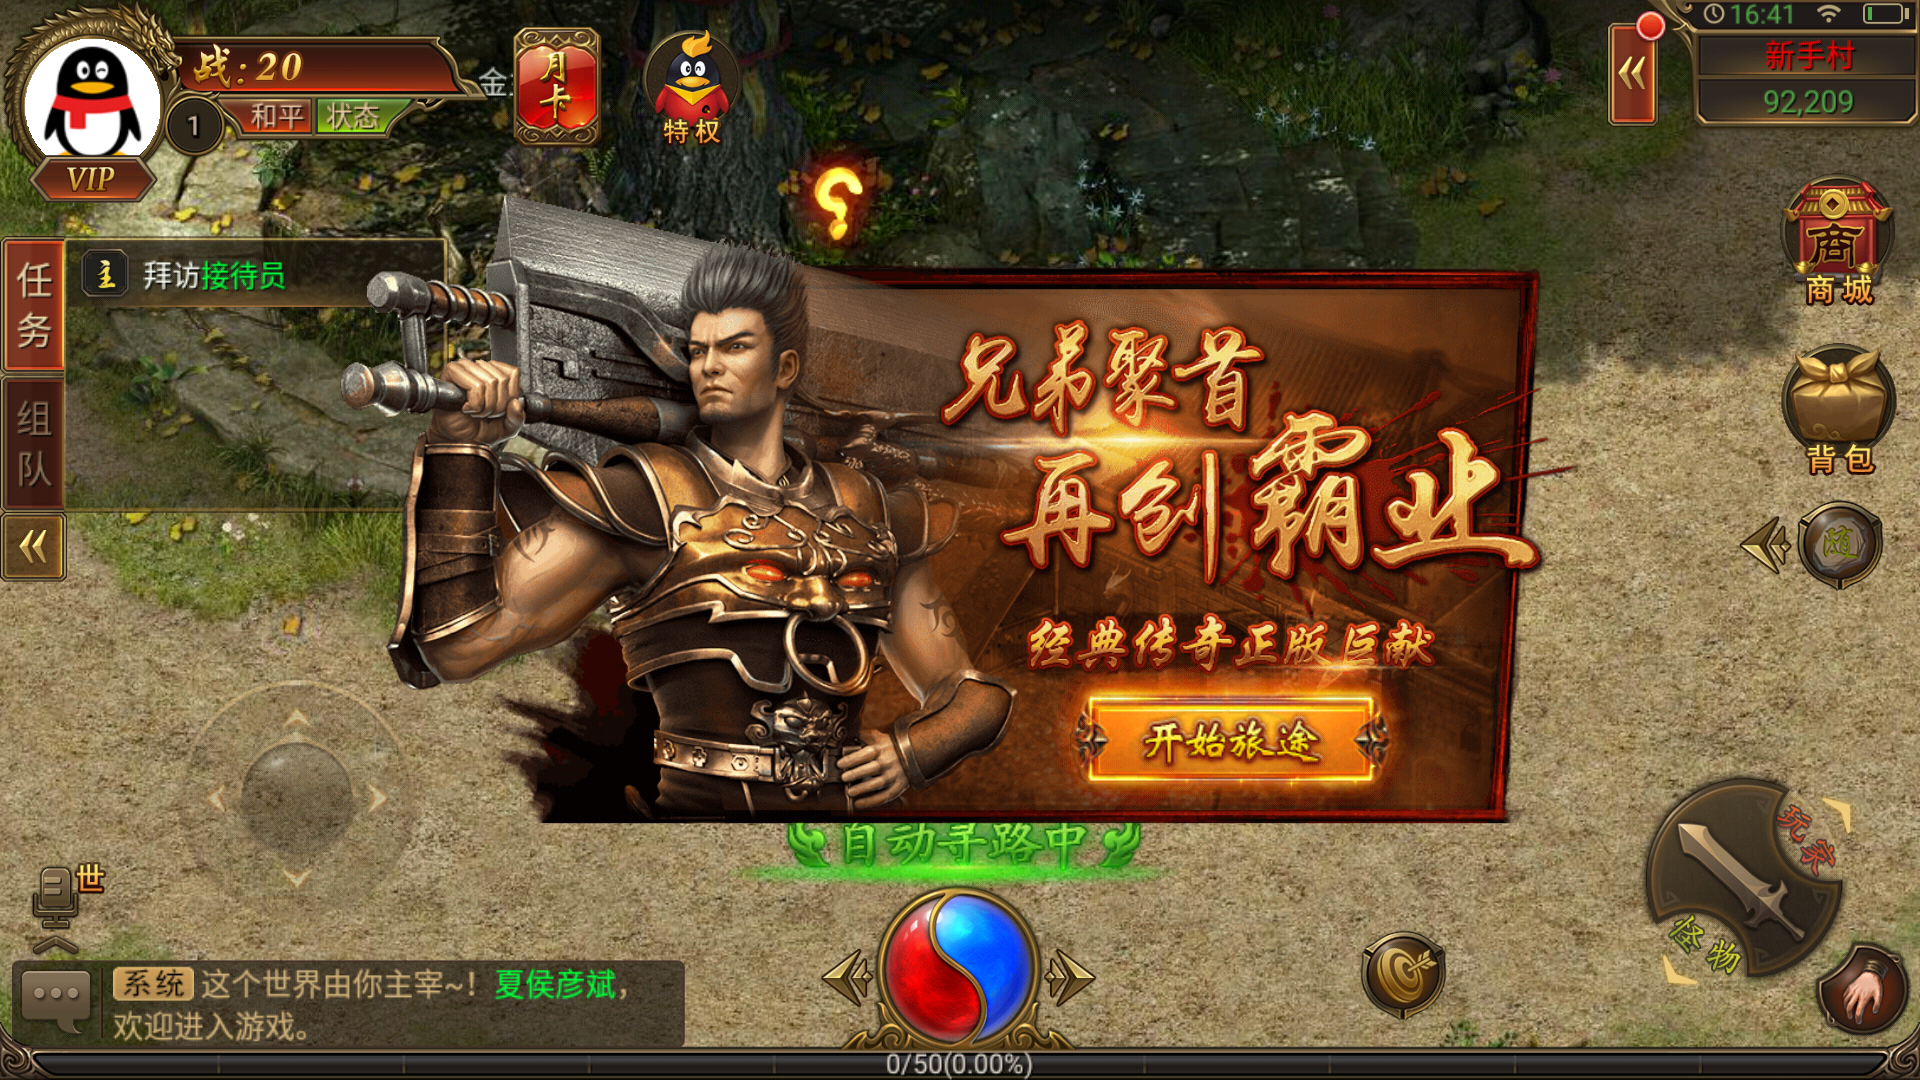 战:20
1
和平
状态
VIP
金
月卡
特权
16:41
新手村
92,209
任务
主 拜访接待员
组队
商
商城
背包
随
兄弟聚首
再创霸业
经典传奇正版巨献
开始旅途
自动寻路中
玩家
怪物
世
系统 这个世界由你主宰~！夏侯彦斌，
欢迎进入游戏。
0/50(0.00%)